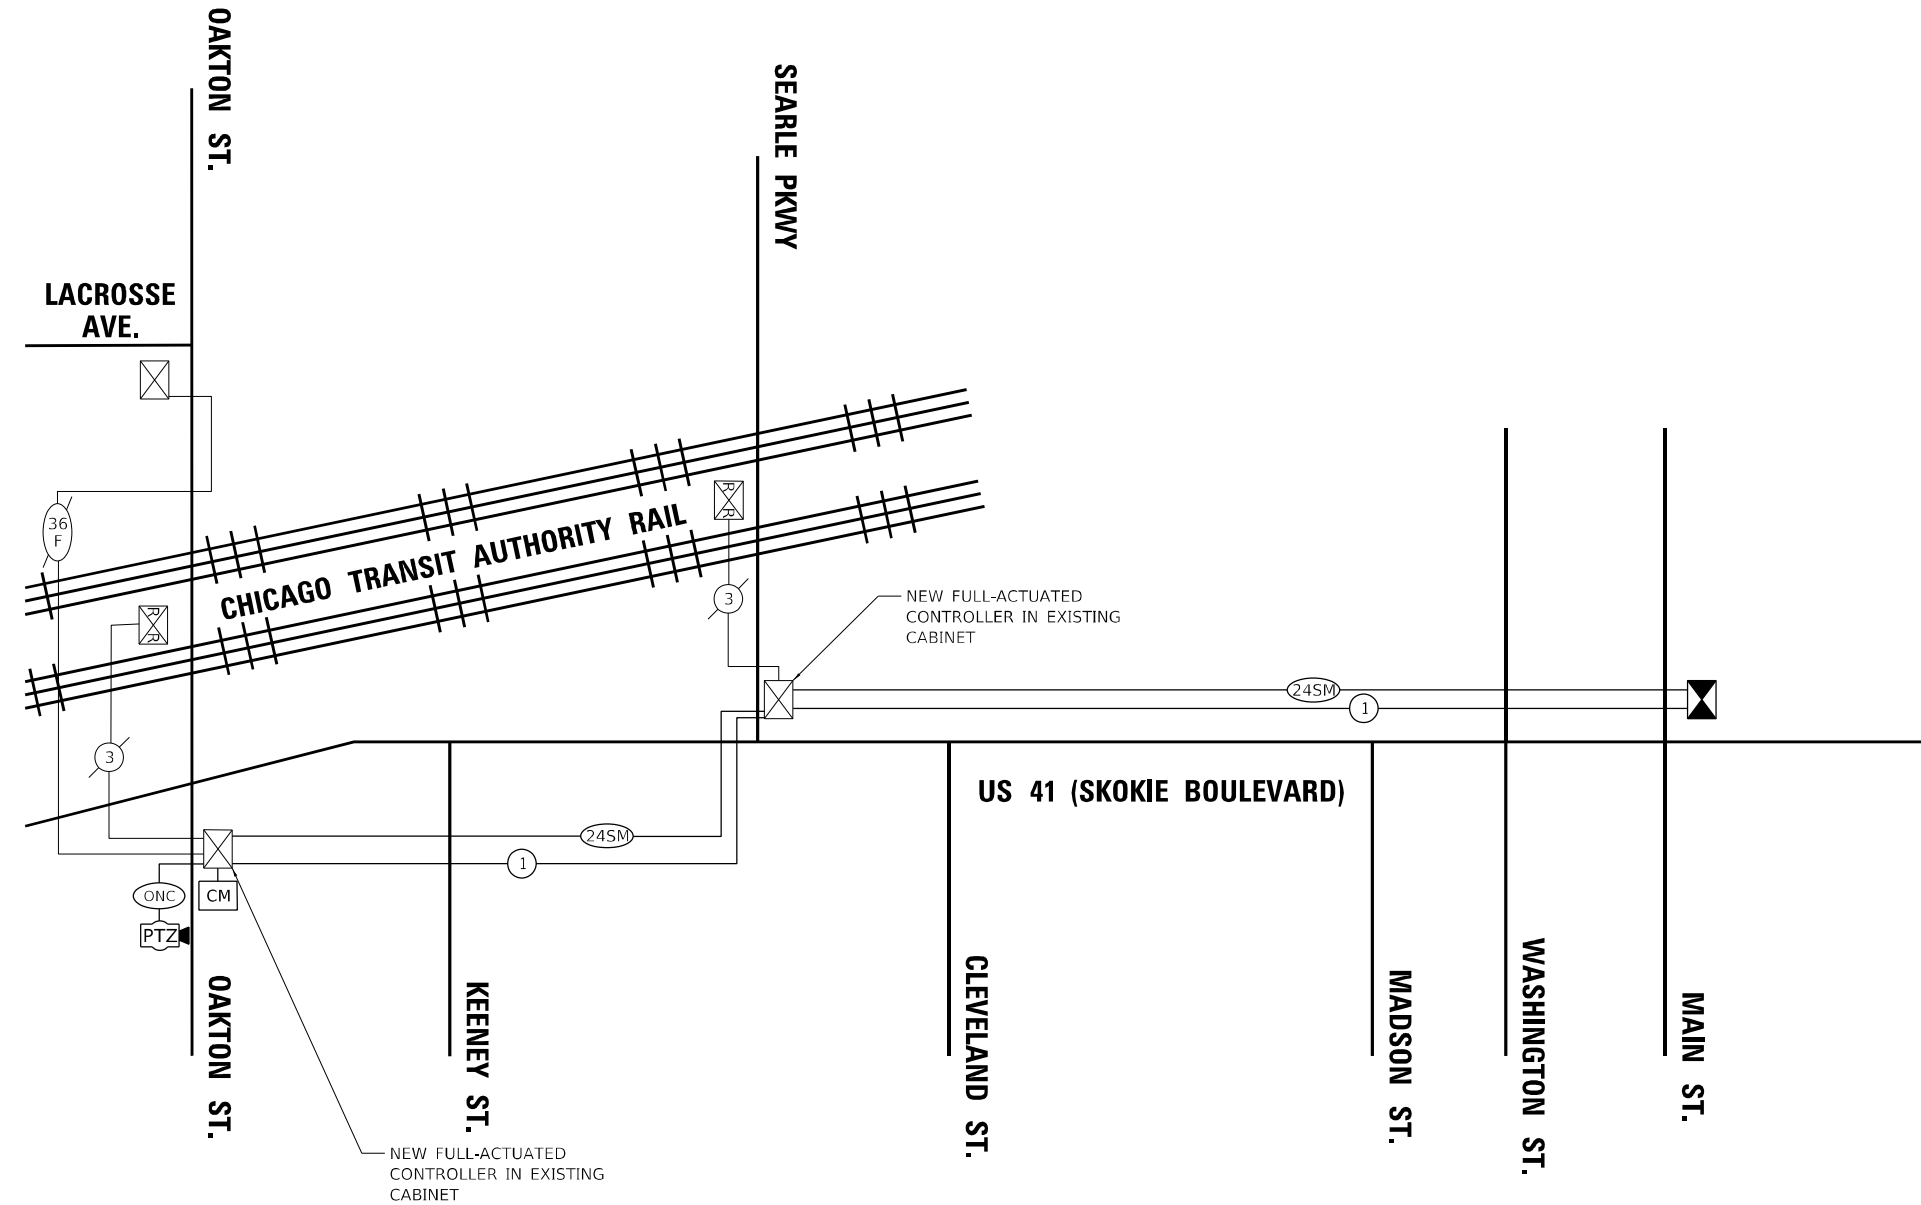 OAKTON ST.
SEARLE PKWY
LACROSSE
AVE.
36
F
R R
CHICAGO TRANSIT AUTHORITY RAIL
R R
3
NEW FULL-ACTUATED
CONTROLLER IN EXISTING
CABINET
24SM
1
3
US 41 (SKOKIE BOULEVARD)
24SM
1
ONC
CM
PTZ
OAKTON ST.
KEENEY ST.
CLEVELAND ST.
MADSON ST.
WASHINGTON ST.
MAIN ST.
NEW FULL-ACTUATED
CONTROLLER IN EXISTING
CABINET